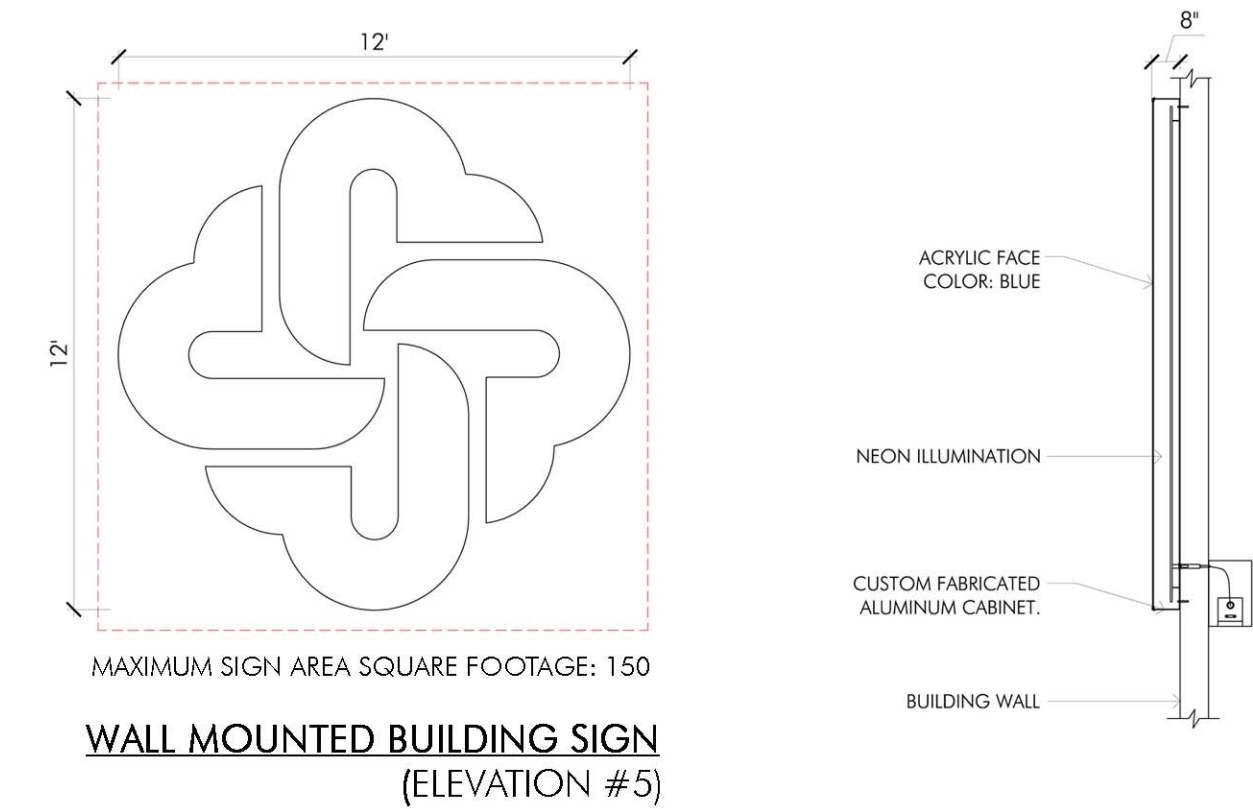 12'
8"
12'
ACRYLIC FACE
COLOR: BLUE
NEON ILLUMINATION
CUSTOM FABRICATED
ALUMINUM CABINET.
BUILDING WALL
MAXIMUM SIGN AREA SQUARE FOOTAGE: 150
WALL MOUNTED BUILDING SIGN
(ELEVATION #5)